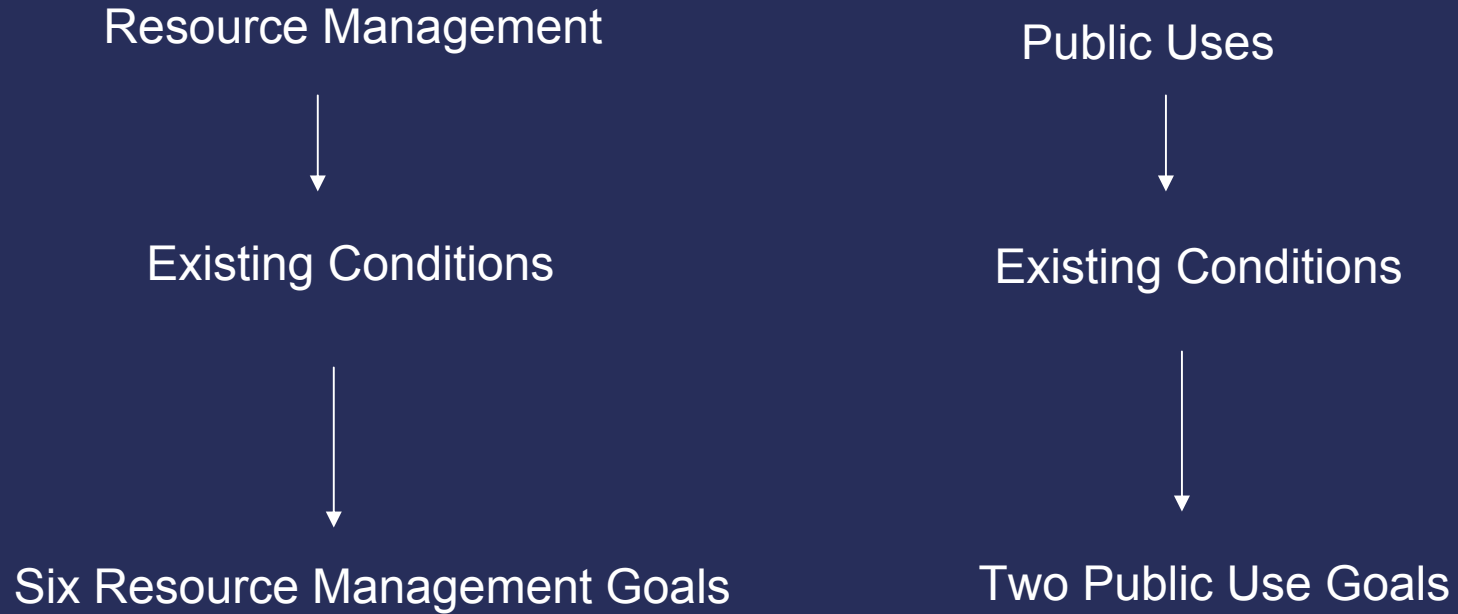 Resource Management
Public Uses
Existing Conditions
Existing Conditions
Six Resource Management Goals
Two Public Use Goals